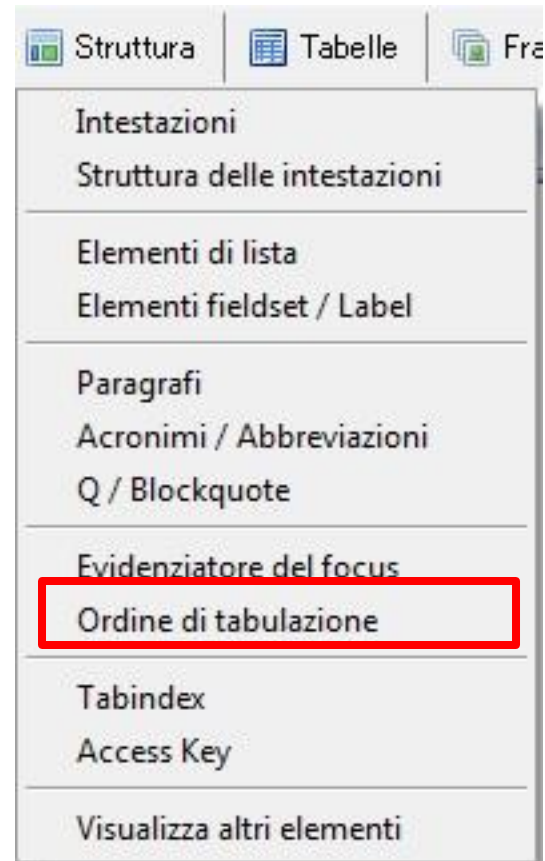 Struttura Tabelle Fra
Intestazioni
Struttura delle intestazioni
Elementi di lista
Elementi fieldset / Label
Paragrafi
Acronimi / Abbreviazioni
Q / Blockquote
Evidenziatore del focus
Ordine di tabulazione
Tabindex
Access Key
Visualizza altri elementi